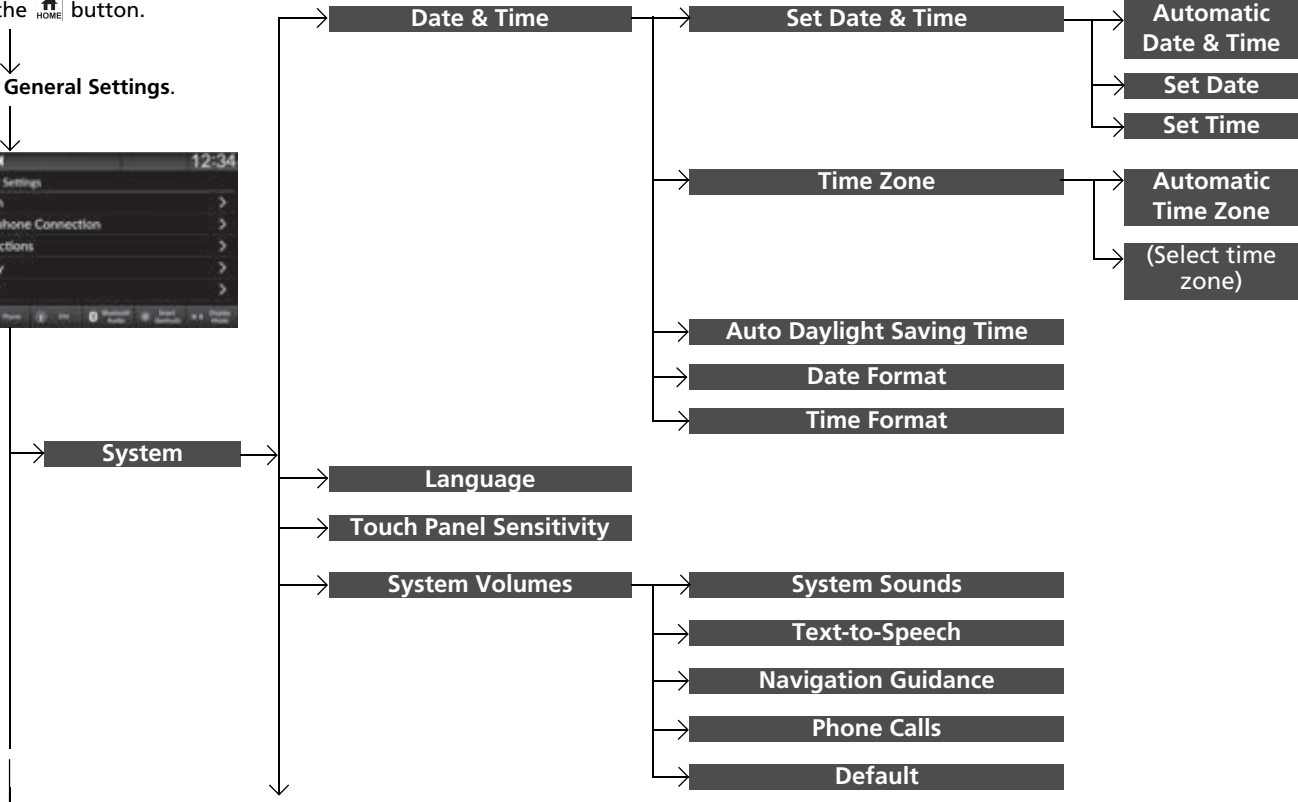 the HOME button.
General Settings.
12:34
Settings
Connection
System
Date & Time
Set Date & Time
Automatic
Date & Time
Set Date
Set Time
Time Zone
Automatic
Time Zone
(Select time
zone)
Auto Daylight Saving Time
Date Format
Time Format
Language
Touch Panel Sensitivity
System Volumes
System Sounds
Text-to-Speech
Navigation Guidance
Phone Calls
Default